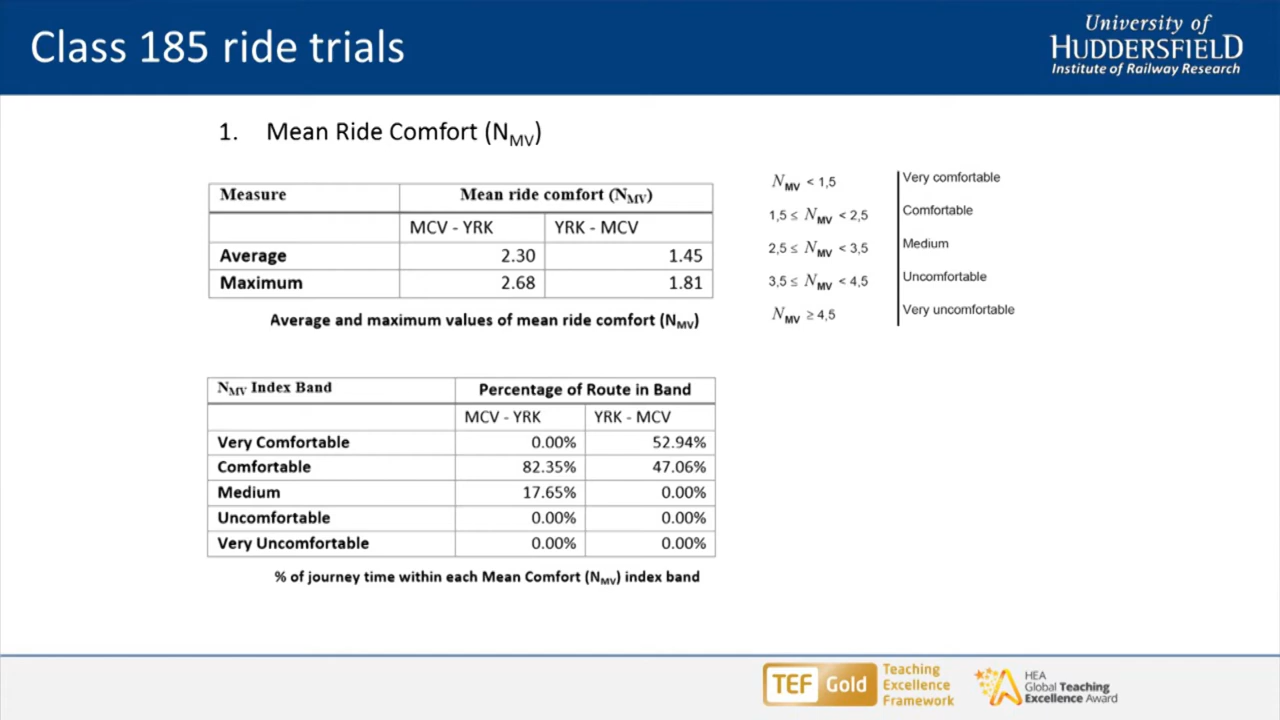 Class 185 ride trials
University of
HUDDERSFIELD
Institute of Railway Research
1. Mean Ride Comfort (NMV)
Measure Mean ride comfort (NMV)
MCV - YRK YRK - MCV
Average 2.30 1.45
Maximum 2.68 1.81
Average and maximum values of mean ride comfort (NMV)
NMV < 1,5 Very comfortable
1,5 ≤ NMV < 2,5 Comfortable
2,5 ≤ NMV < 3,5 Medium
3,5 ≤ NMV < 4,5 Uncomfortable
NMV ≥ 4,5 Very uncomfortable
NMV Index Band Percentage of Route in Band
MCV - YRK YRK - MCV
Very Comfortable 0.00% 52.94%
Comfortable 82.35% 47.06%
Medium 17.65% 0.00%
Uncomfortable 0.00% 0.00%
Very Uncomfortable 0.00% 0.00%
% of journey time within each Mean Comfort (NMV) index band
TEF Gold
Teaching
Excellence
Framework
HEA
Global Teaching
Excellence Award